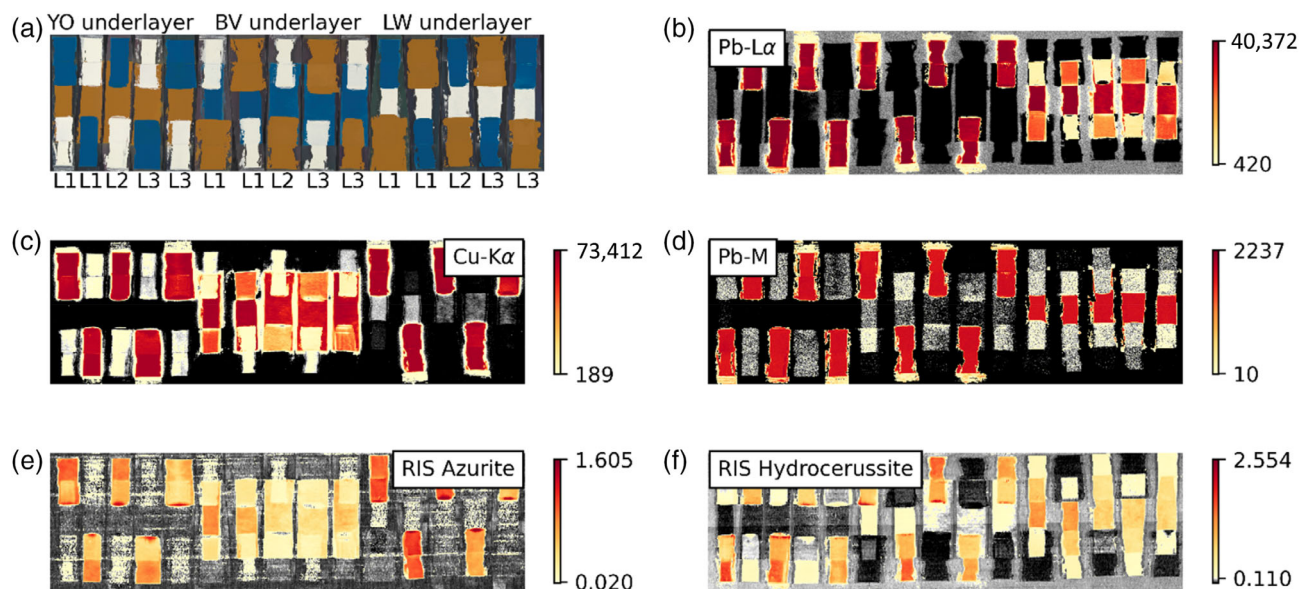 YO underlayer BV underlayer LW underlayer
(a)
L1 L1 L2 L3 L3 L1 L1 L2 L3 L3 L1 L1 L2 L3 L3
(b)
Pb-Lα
40,372
420
(c)
Cu-Kα
73,412
189
(d)
Pb-M
2237
10
(e)
RIS Azurite
1.605
0.020
(f)
RIS Hydrocerussite
2.554
0.110